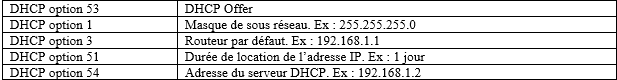 DHCP option 53 DHCP Offer
DHCP option 1 Masque de sous réseau. Ex : 255.255.255.0
DHCP option 3 Routeur par défaut. Ex : 192.168.1.1
DHCP option 51 Durée de location de l’adresse IP. Ex : 1 jour
DHCP option 54 Adresse du serveur DHCP. Ex : 192.168.1.2